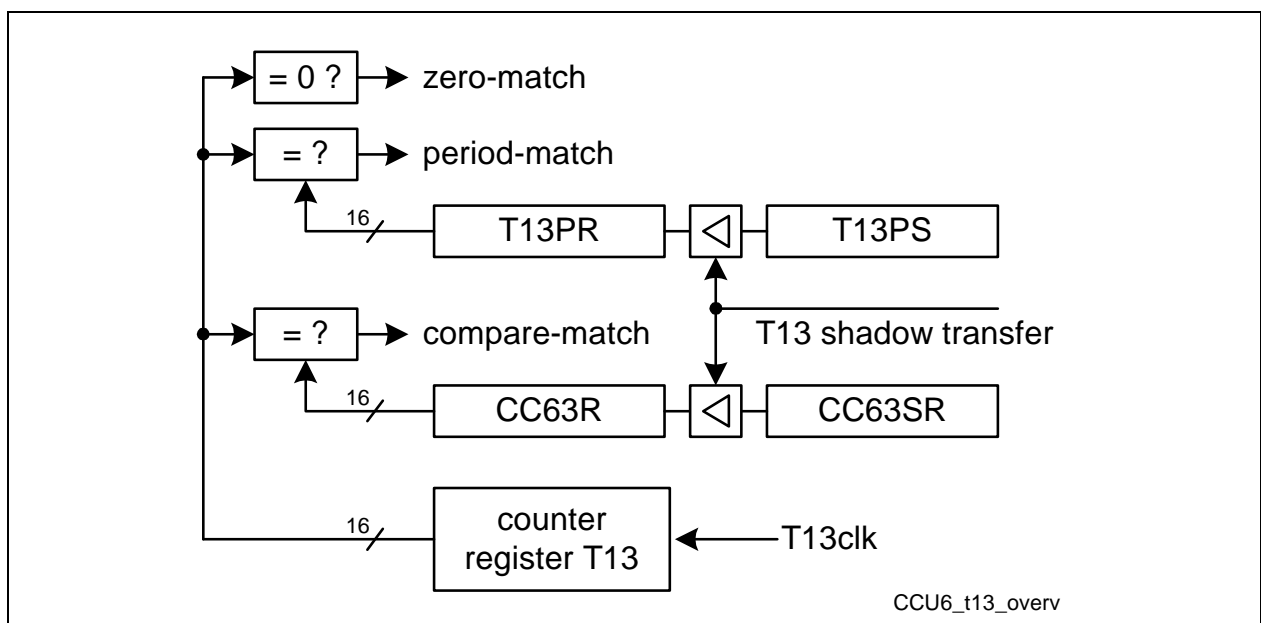 = 0 ?
zero-match
= ?
period-match
16
T13PR
T13PS
T13 shadow transfer
= ?
compare-match
16
CC63R
CC63SR
16
counter
register T13
T13clk
CCU6_t13_overv